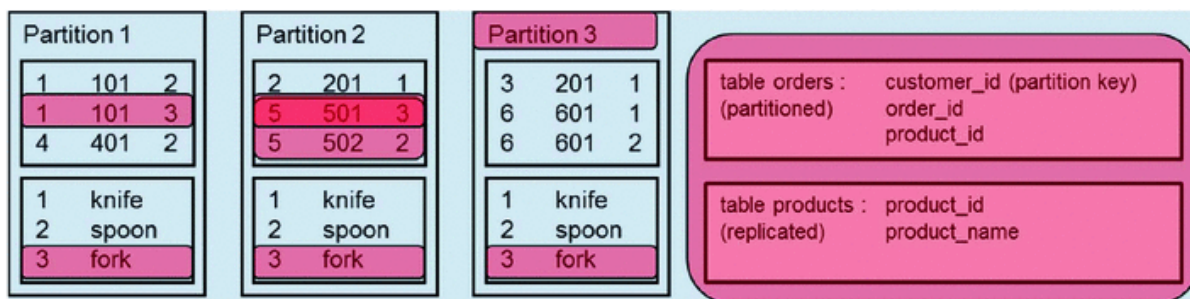 Partition 1
1 101 2
1 101 3
4 401 2
1 knife
2 spoon
3 fork
Partition 2
2 201 1
5 501 3
5 502 2
1 knife
2 spoon
3 fork
Partition 3
3 201 1
6 601 1
6 601 2
1 knife
2 spoon
3 fork
table orders : customer_id (partition key)
(partitioned) order_id
product_id
table products : product_id
(replicated) product_name